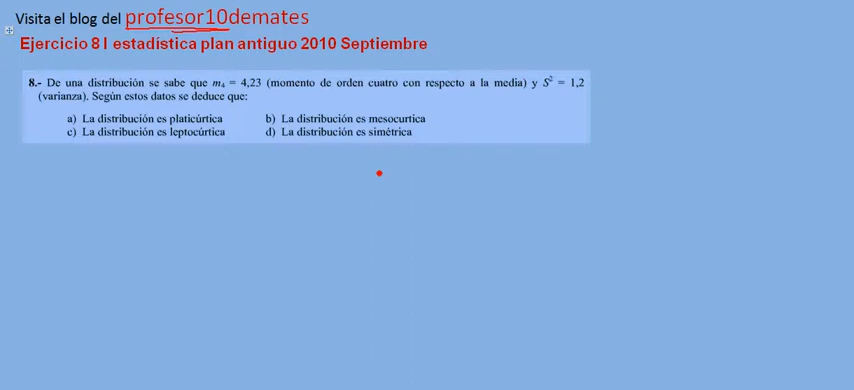 Visita el blog del profesor10demates
Ejercicio 8 I estadística plan antiguo 2010 Septiembre
8.- De una distribución se sabe que m₄ = 4,23 (momento de orden cuatro con respecto a la media) y S² = 1,2
(varianza). Según estos datos se deduce que:
a) La distribución es platicúrtica b) La distribución es mesocurtica
c) La distribución es leptocúrtica d) La distribución es simétrica